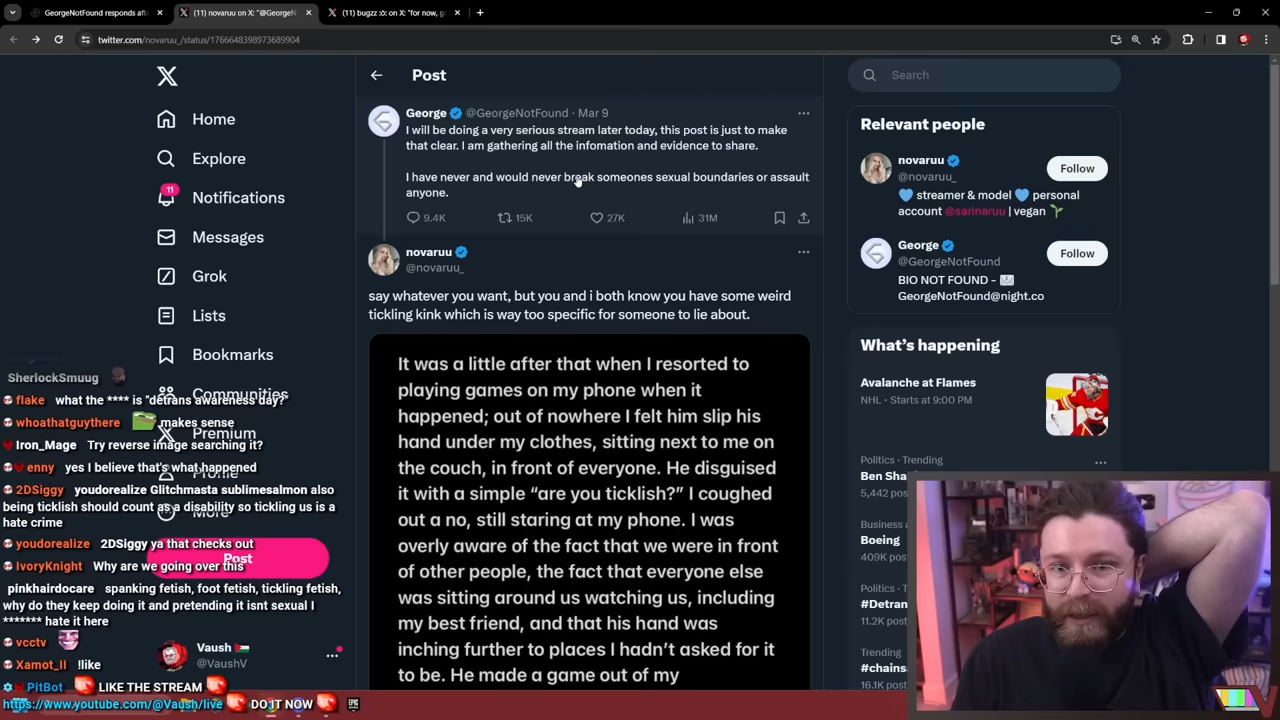 GeorgeNotFound responds aft
(11) novaruu on X: "@GeorgeN
(11) bugzz :ö: on X: "for now, g
twitter.com/novaruu_/status/1766648398973689904
Post
Search
George @GeorgeNotFound · Mar 9
I will be doing a very serious stream later today, this post is just to make
that clear. I am gathering all the infomation and evidence to share.
I have never and would never break someones sexual boundaries or assault
anyone.
9.4K 15K 27K 31M
novaruu
@novaruu_
say whatever you want, but you and i both know you have some weird
tickling kink which is way too specific for someone to lie about.
It was a little after that when I resorted to
playing games on my phone when it
happened; out of nowhere I felt him slip his
hand under my clothes, sitting next to me on
the couch, in front of everyone. He disguised
it with a simple “are you ticklish?” I coughed
out a no, still staring at my phone. I was
overly aware of the fact that we were in front
of other people, the fact that everyone else
was sitting around us watching us, including
my best friend, and that his hand was
inching further to places I hadn’t asked for it
to be. He made a game out of my
Home
Explore
11
Notifications
Messages
Grok
Lists
Bookmarks
Communities
Premium
Profile
More
Post
Vaush
@VaushV
SherlockSmuug
flake what the **** is "detrans awareness day?"
whoathatguythere makes sense
Iron_Mage Try reverse image searching it?
enny yes I believe that's what happened
2DSiggy youdorealize Glitchmasta sublimesalmon also
being ticklish should count as a disability so tickling us is a
hate crime
youdorealize 2DSiggy ya that checks out
IvoryKnight Why are we going over this
pinkhairdocare spanking fetish, foot fetish, tickling fetish,
why do they keep doing it and pretending it isnt sexual I
******* hate it here
vcctv
Xamot_II !like
PitBot LIKE THE STREAM
https://www.youtube.com/@Vaush/live DO IT NOW
Relevant people
novaruu
@novaruu_
Follow
streamer & model personal
account @sarinaruu | vegan
George
@GeorgeNotFound
Follow
BIO NOT FOUND -
GeorgeNotFound@night.co
What’s happening
Avalanche at Flames
NHL · Starts at 9:00 PM
Politics · Trending
Ben Sha
5,442 pos
Business a
Boeing
409K post
Politics · T
#Detran
11.2K post
Trending
#chains
16.1K pos